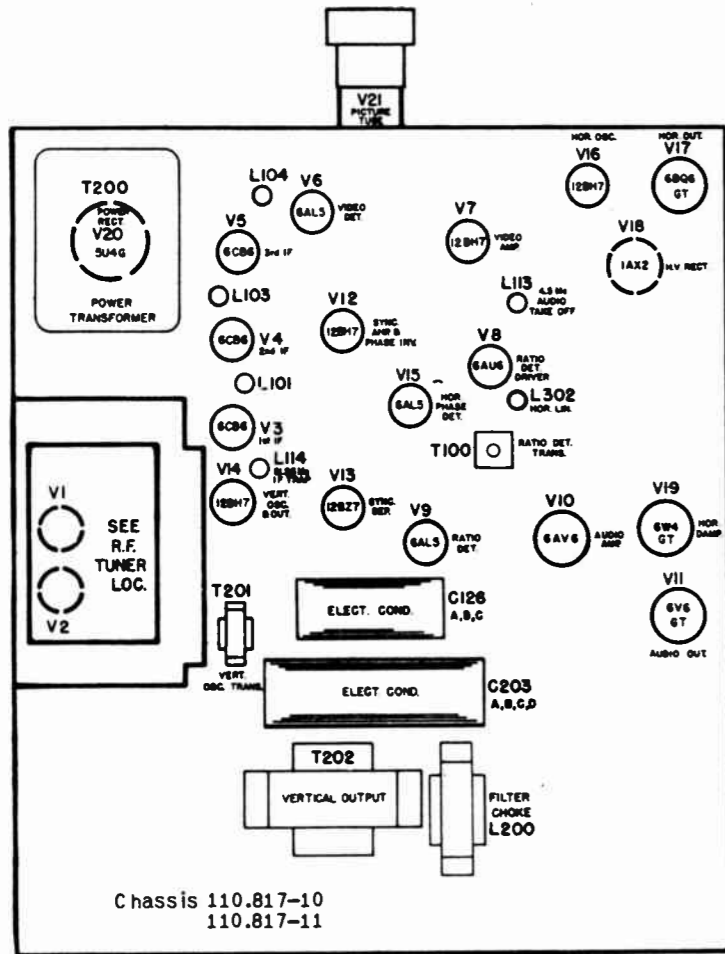 V21
PICTURE
TUBE
T200
POWER
RECT.
V20
5U4G
POWER
TRANSFORMER
L104
V6
6AL5
VIDEO
DET.
V5
6CB6
3rd IF
L103
V4
6CB6
2nd IF
L101
V3
6CB6
1st IF
L114
IF TRAP
V14
12BH7
VERT.
OSC.
& OUT.
V12
12BH7
SYNC.
AMP. &
PHASE INV.
V15
6AL5
HOR.
PHASE
DET.
V13
12BZ7
SYNC.
SEP.
V9
6AL5
RATIO
DET.
V7
12BH7
VIDEO
AMP.
HOR. OSC.
V16
12BH7
HOR. OUT.
V17
6BQ6
GT
V18
1AX2
H.V. RECT
L113
4.5 Mc
AUDIO
TAKE OFF
V8
6AU6
RATIO
DET.
DRIVER
L302
HOR. LIN.
T100
RATIO DET.
TRANS.
V10
6AV6
AUDIO
AMP.
V19
6W4
GT
HOR.
DAMP.
V11
6V6
GT
AUDIO OUT.
V1
V2
SEE
R.F.
TUNER
LOC.
T201
VERT.
OSC. TRANS.
ELECT. COND.
C126
A,B,C
ELECT COND.
C203
A,B,C,D
T202
VERTICAL OUTPUT
FILTER
CHOKE
L200
Chassis 110.817-10
110.817-11